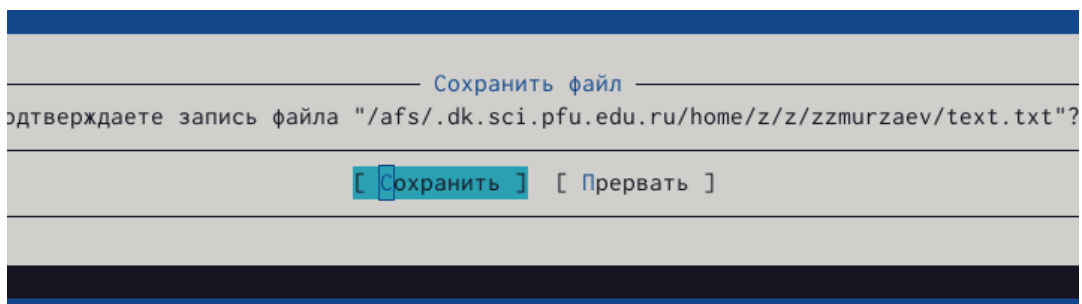 Сохранить файл
одтверждаете запись файла "/afs/.dk.sci.pfu.edu.ru/home/z/z/zzmurzaev/text.txt"?
[ Сохранить ] [ Прервать ]